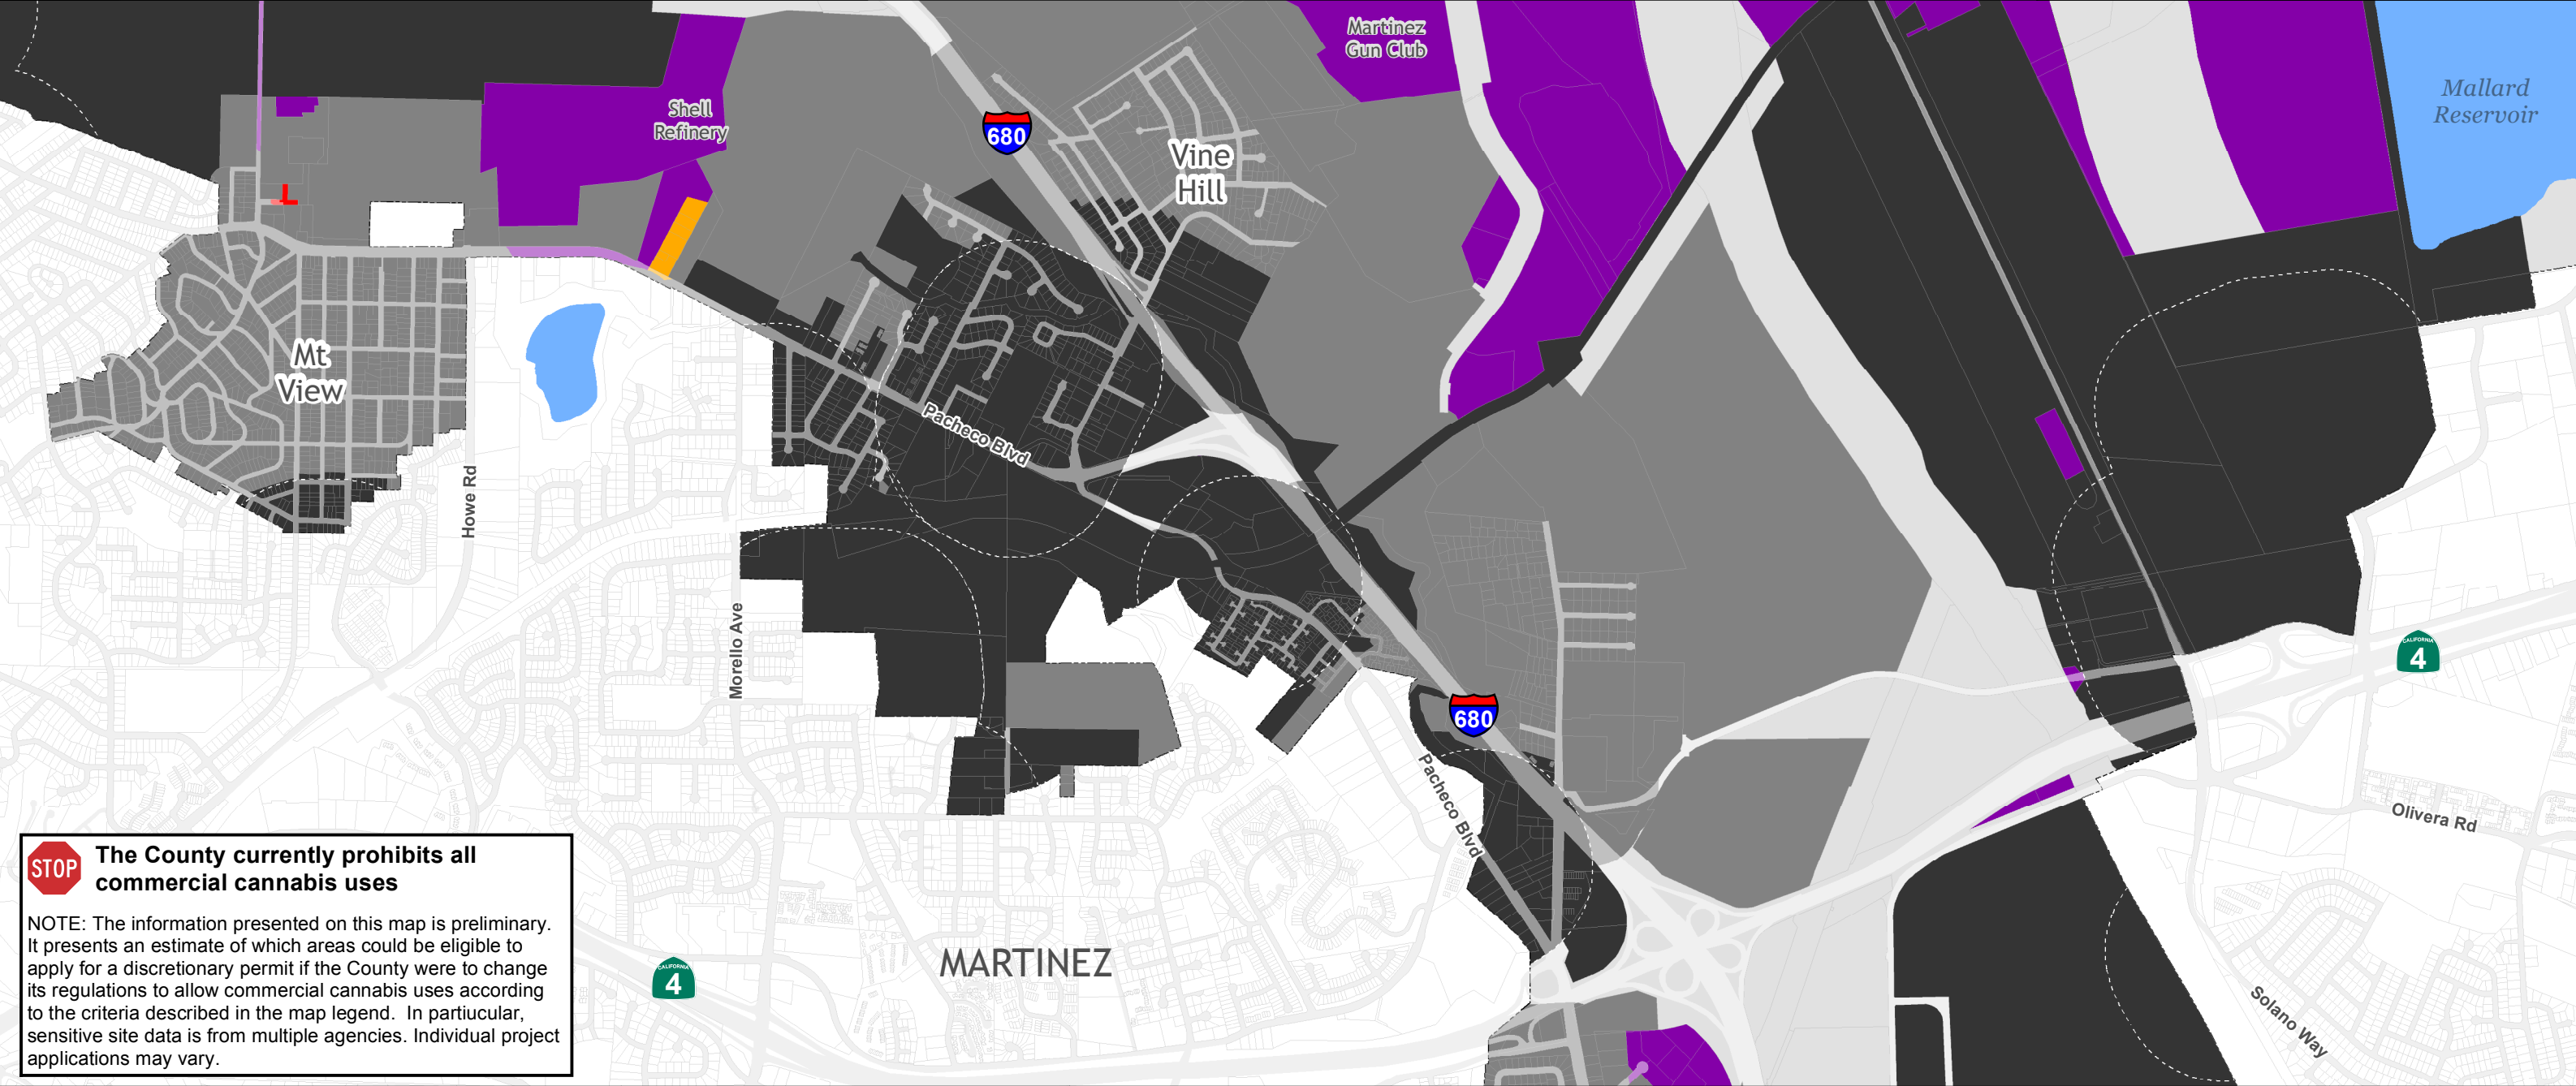 Martinez
Gun Club
Mallard
Reservoir
Shell
Refinery
680
Vine
Hill
Mt
View
Pacheco Blvd
Howe Rd
Morello Ave
CALIFORNIA
4
680
Pacheco Blvd
Olivera Rd
STOP
The County currently prohibits all
commercial cannabis uses
NOTE: The information presented on this map is preliminary.
It presents an estimate of which areas could be eligible to
apply for a discretionary permit if the County were to change
its regulations to allow commercial cannabis uses according
to the criteria described in the map legend.  In partiucular,
sensitive site data is from multiple agencies. Individual project
applications may vary.
CALIFORNIA
4
MARTINEZ
Solano Way